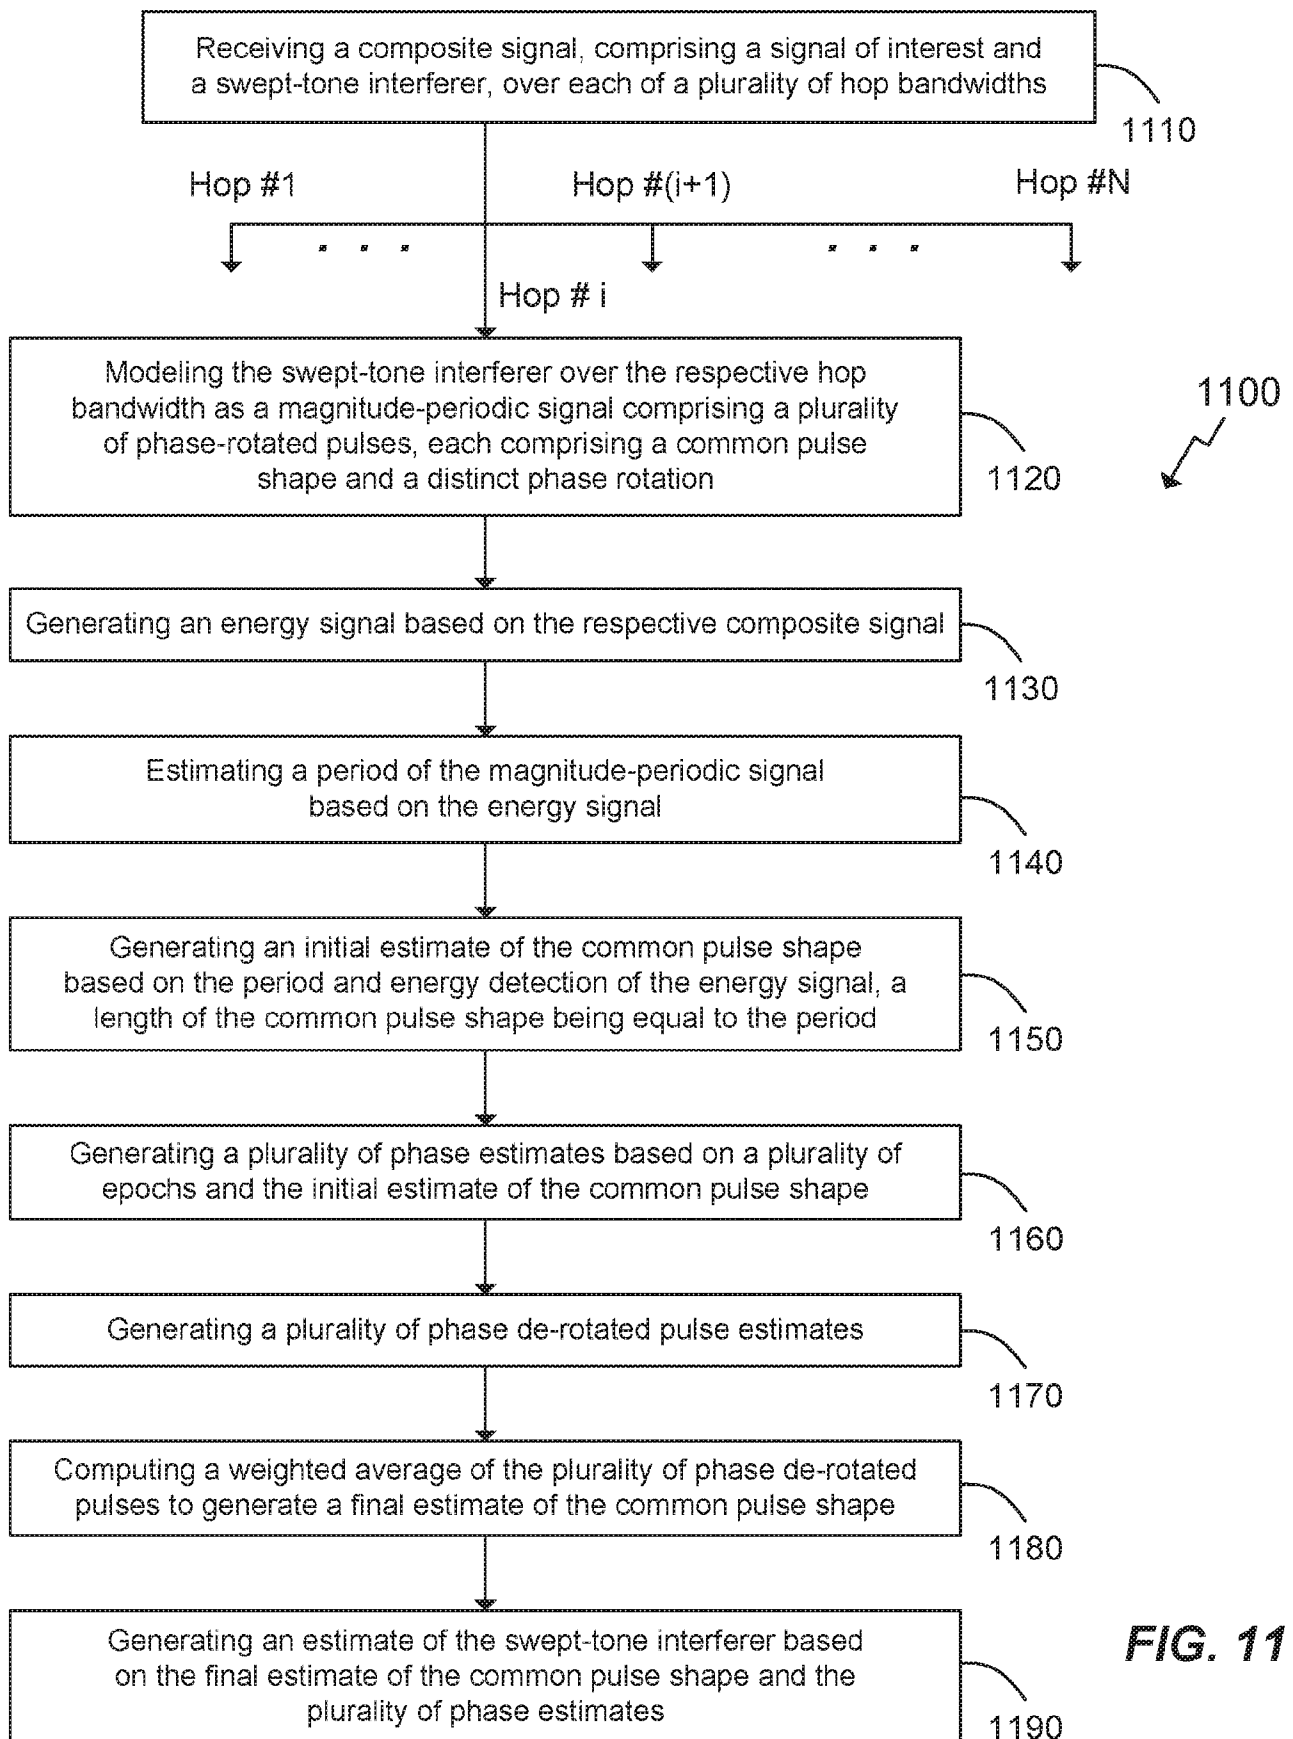 Receiving a composite signal, comprising a signal of interest and
a swept-tone interferer, over each of a plurality of hop bandwidths
1110
Hop #1
Hop #(i+1)
Hop #N
. . .
. . .
Hop # i
Modeling the swept-tone interferer over the respective hop
bandwidth as a magnitude-periodic signal comprising a plurality
of phase-rotated pulses, each comprising a common pulse
shape and a distinct phase rotation
1120
1100
Generating an energy signal based on the respective composite signal
1130
Estimating a period of the magnitude-periodic signal
based on the energy signal
1140
Generating an initial estimate of the common pulse shape
based on the period and energy detection of the energy signal, a
length of the common pulse shape being equal to the period
1150
Generating a plurality of phase estimates based on a plurality of
epochs and the initial estimate of the common pulse shape
1160
Generating a plurality of phase de-rotated pulse estimates
1170
Computing a weighted average of the plurality of phase de-rotated
pulses to generate a final estimate of the common pulse shape
1180
Generating an estimate of the swept-tone interferer based
on the final estimate of the common pulse shape and the
plurality of phase estimates
1190
FIG. 11